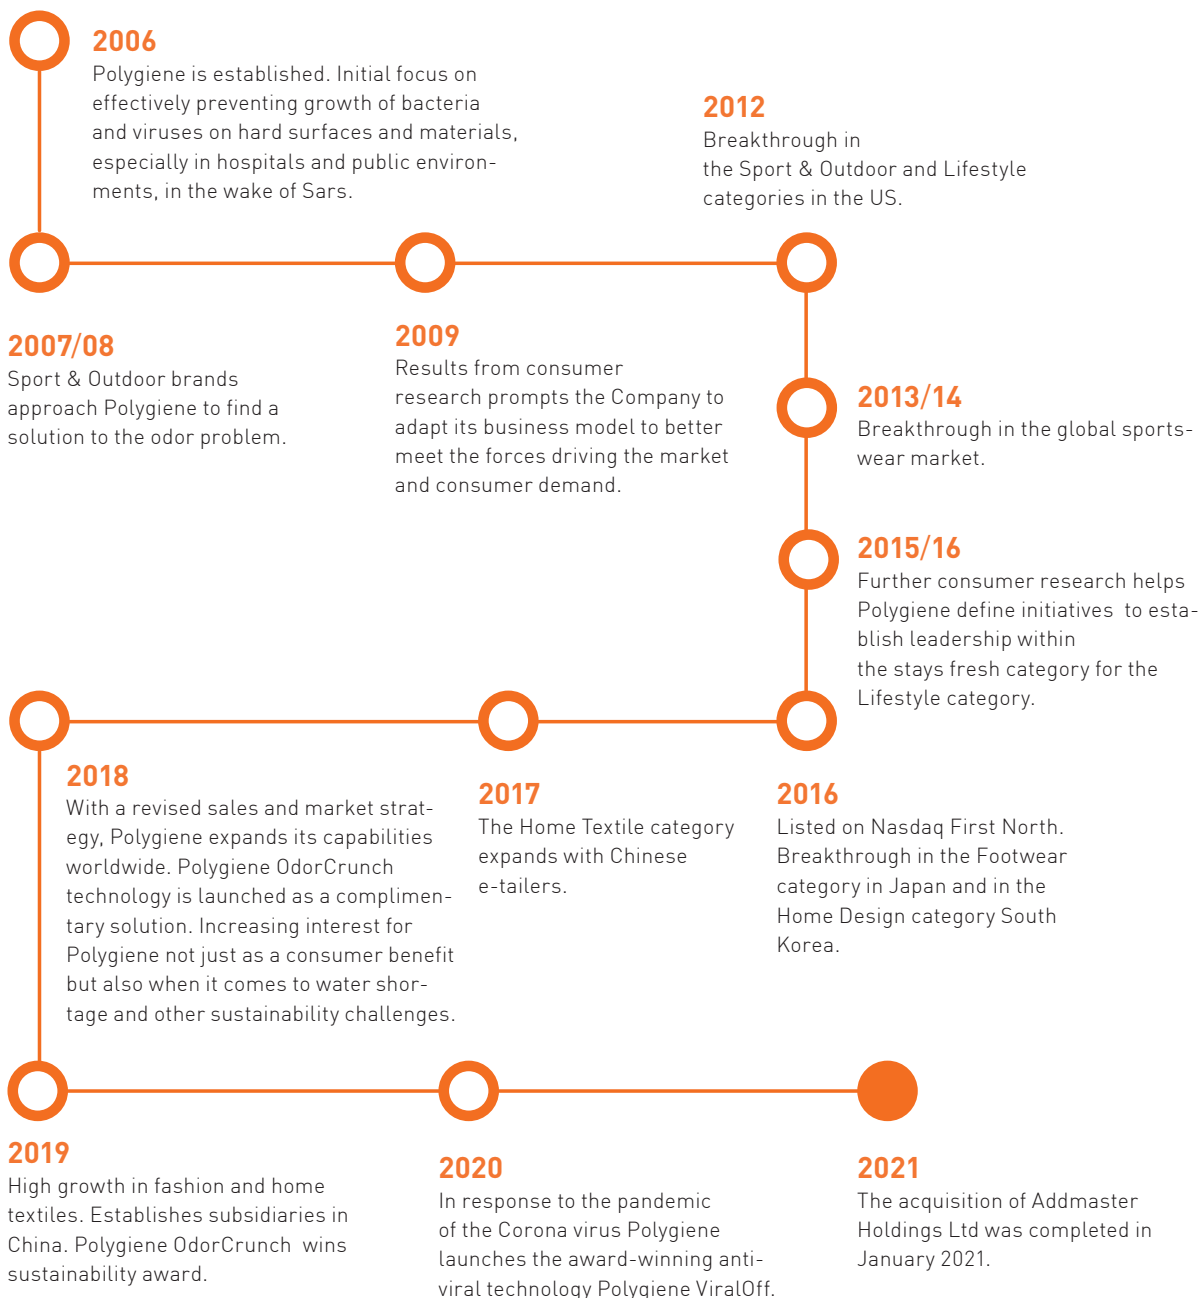 2006
Polygiene is established. Initial focus on
effectively preventing growth of bacteria
and viruses on hard surfaces and materials,
especially in hospitals and public environ-
ments, in the wake of Sars.
2007/08
Sport & Outdoor brands
approach Polygiene to find a
solution to the odor problem.
2009
Results from consumer
research prompts the Company to
adapt its business model to better
meet the forces driving the market
and consumer demand.
2012
Breakthrough in
the Sport & Outdoor and Lifestyle
categories in the US.
2013/14
Breakthrough in the global sports-
wear market.
2015/16
Further consumer research helps
Polygiene define initiatives  to esta-
blish leadership within
the stays fresh category for the
Lifestyle category.
2016
Listed on Nasdaq First North.
Breakthrough in the Footwear
category in Japan and in the
Home Design category South
Korea.
2017
The Home Textile category
expands with Chinese
e-tailers.
2018
With a revised sales and market strat-
egy, Polygiene expands its capabilities
worldwide. Polygiene OdorCrunch
technology is launched as a complimen-
tary solution. Increasing interest for
Polygiene not just as a consumer benefit
but also when it comes to water shor-
tage and other sustainability challenges.
2019
High growth in fashion and home
textiles. Establishes subsidiaries in
China. Polygiene OdorCrunch  wins
sustainability award.
2020
In response to the pandemic
of the Corona virus Polygiene
launches the award-winning anti-
viral technology Polygiene ViralOff.
2021
The acquisition of Addmaster
Holdings Ltd was completed in
January 2021.